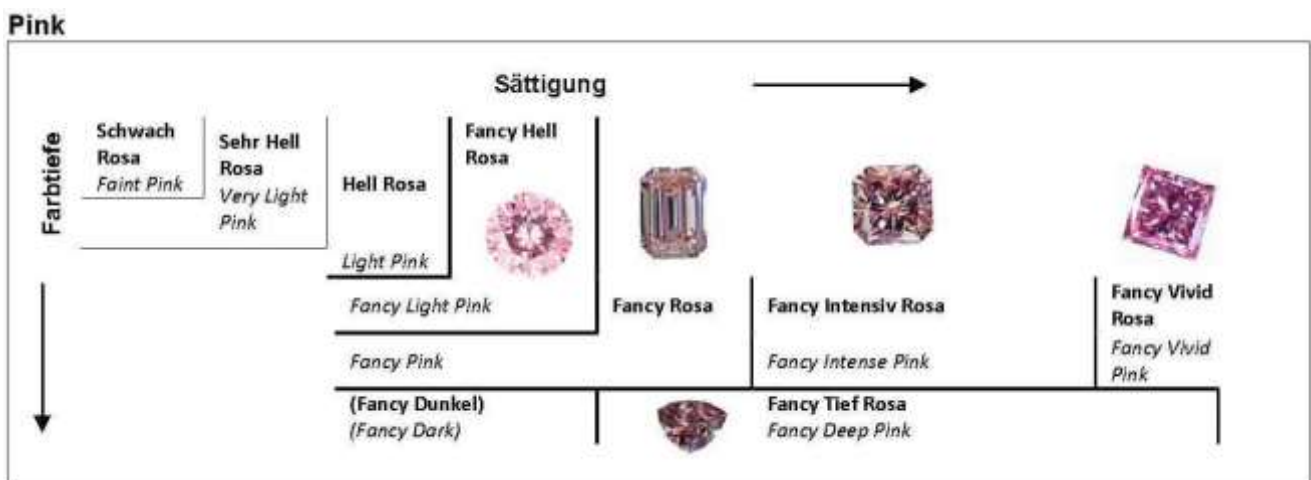 Pink
Sättigung
Farbtiefe
Schwach
Rosa
Faint Pink
Sehr Hell
Rosa
Very Light
Pink
Hell Rosa
Light Pink
Fancy Hell
Rosa
Fancy Light Pink
Fancy Rosa
Fancy Pink
Fancy Intensiv Rosa
Fancy Intense Pink
Fancy Vivid
Rosa
Fancy Vivid
Pink
(Fancy Dunkel)
(Fancy Dark)
Fancy Tief Rosa
Fancy Deep Pink